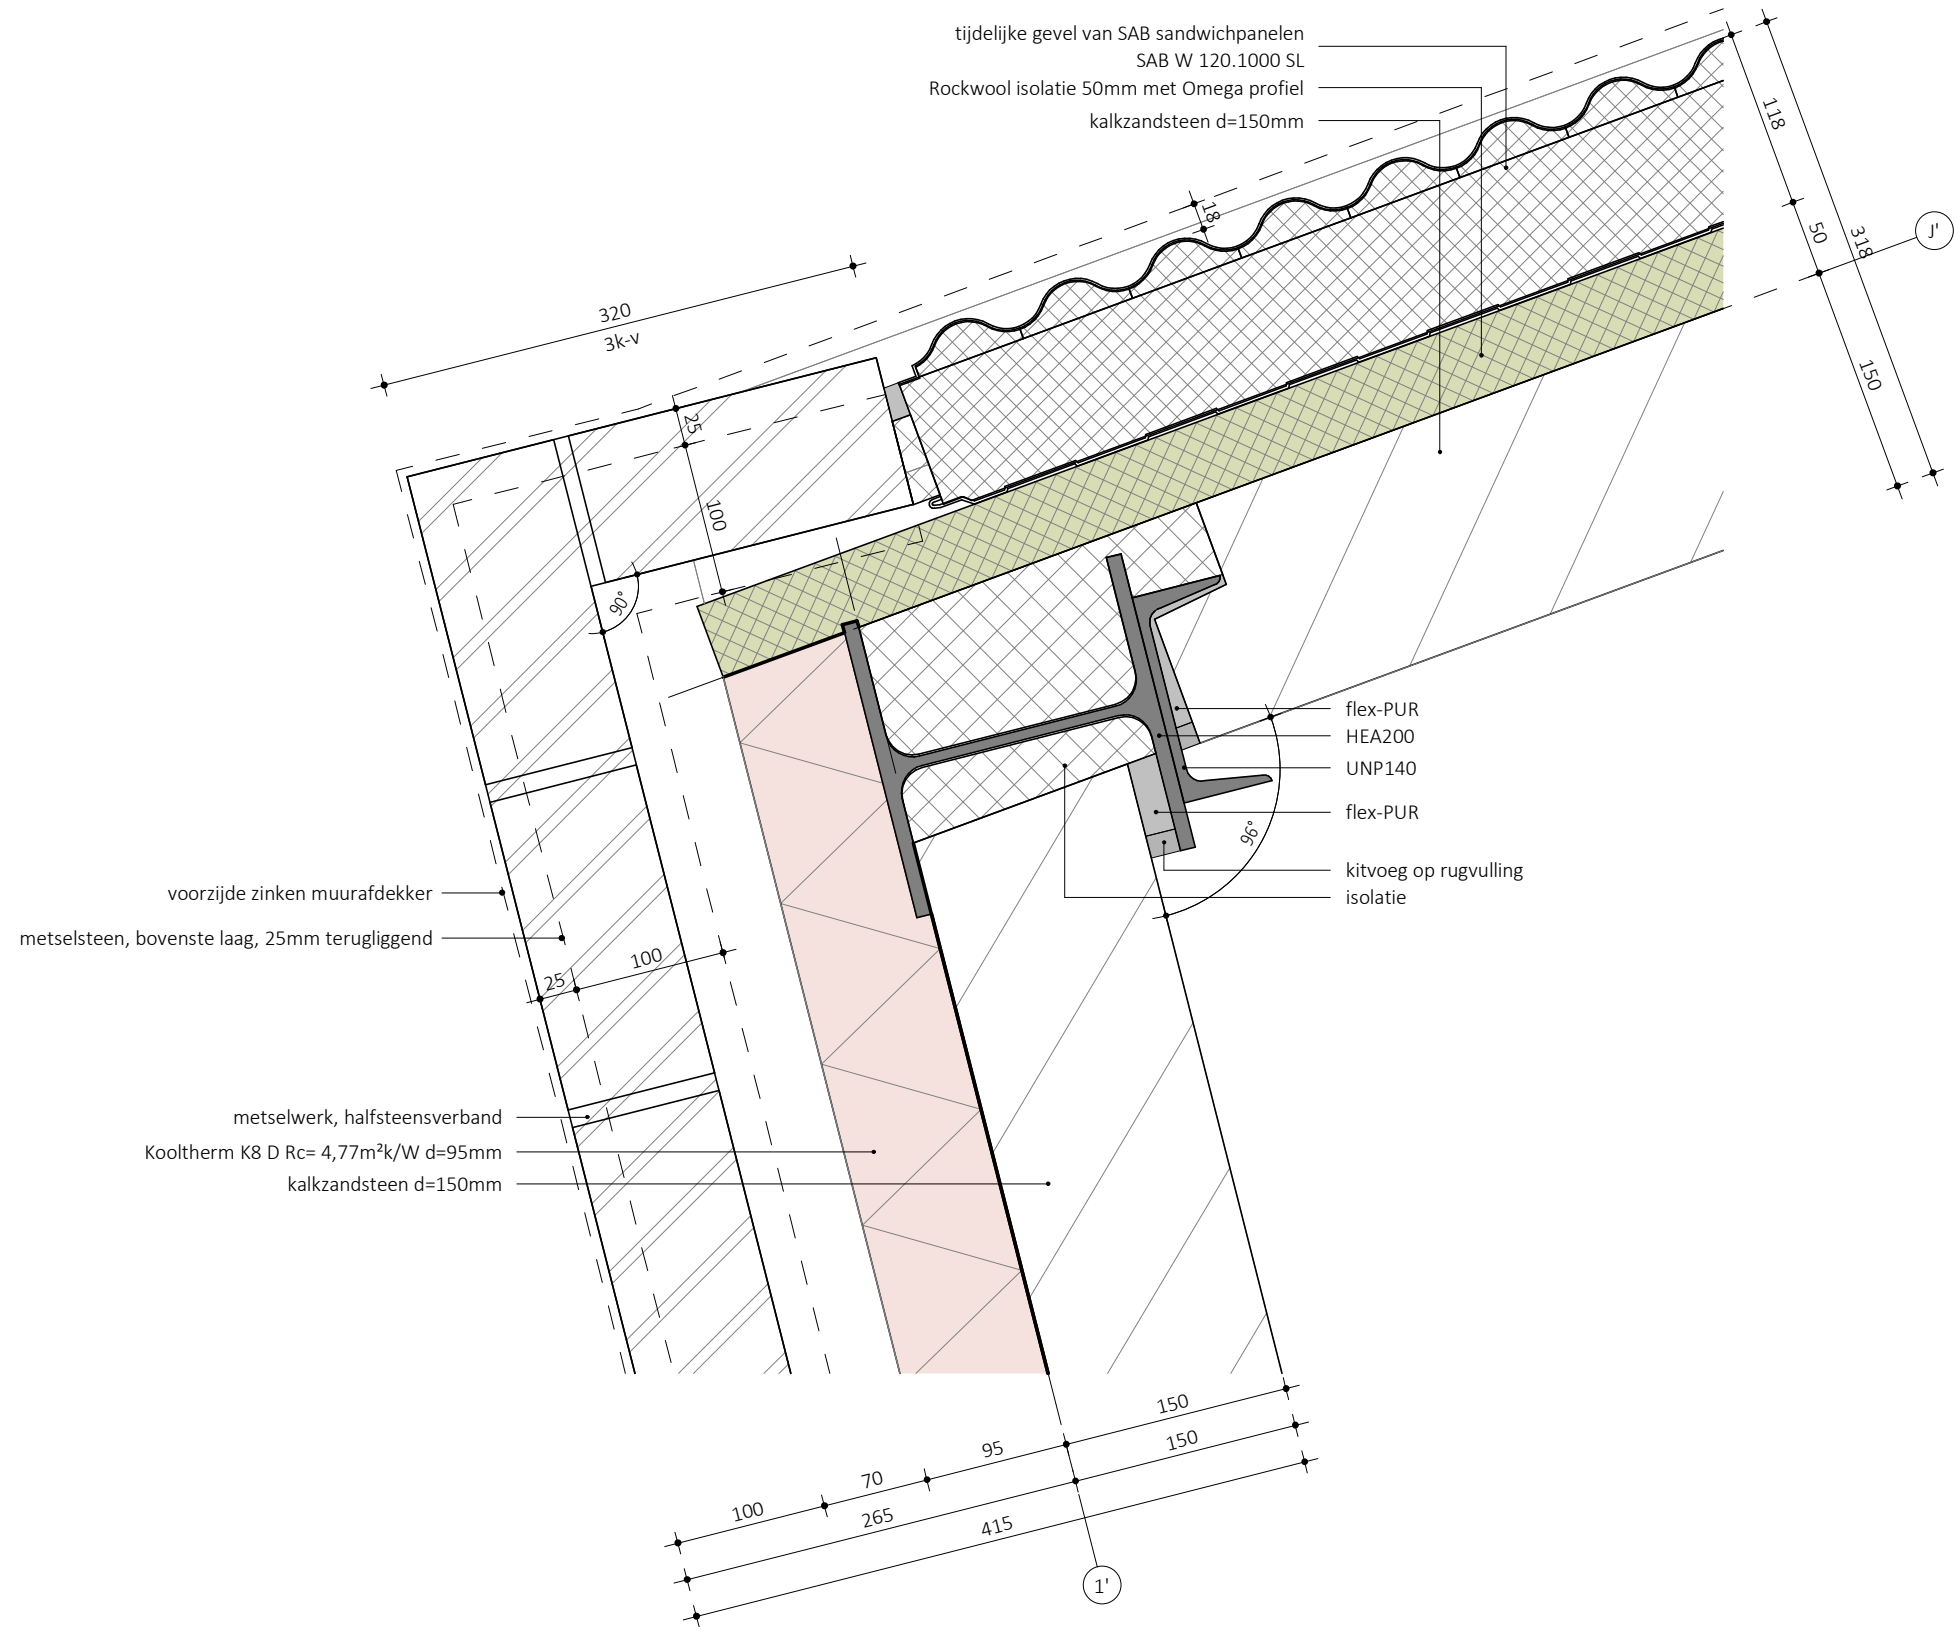 tijdelijke gevel van SAB sandwichpanelen
SAB W 120.1000 SL
Rockwool isolatie 50mm met Omega profiel
kalkzandsteen d=150mm
118
50
318
J'
150
18
320
3k-v
25
100
90°
flex-PUR
HEA200
UNP140
flex-PUR
96°
kitvoeg op rugvulling
isolatie
voorzijde zinken muurafdekker
metselsteen, bovenste laag, 25mm terugliggend
25
100
metselwerk, halfsteensverband
Kooltherm K8 D Rc= 4,77m²k/W d=95mm
kalkzandsteen d=150mm
100
70
95
150
265
150
415
1'